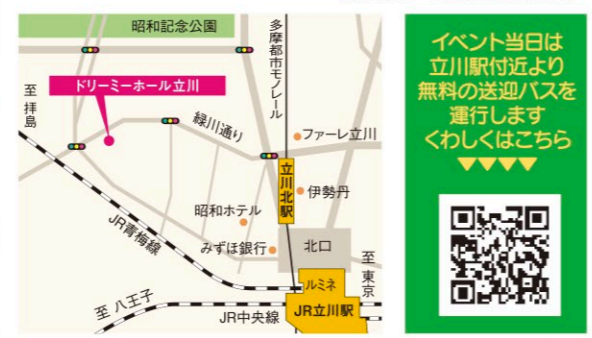 昭和記念公園
多摩都市モノレール
ドリーミーホール立川
至拝島
緑川通り
ファーレ立川
立川北駅
伊勢丹
昭和ホテル
JR青梅線
みずほ銀行
北口
至東京
ルミネ
至 八王子
JR中央線
JR立川駅
イベント当日は
立川駅付近より
無料の送迎バスを
運行します
くわしくはこちら